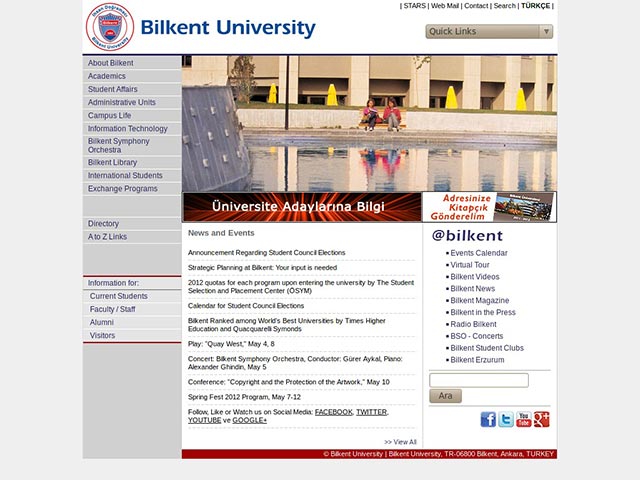 İhsan Doğramacı
Bilkent University
Bilkent University
| STARS | Web Mail | Contact | Search | TÜRKÇE |
Quick Links
About Bilkent
Academics
Student Affairs
Administrative Units
Campus Life
Information Technology
Bilkent Symphony
Orchestra
Bilkent Library
International Students
Exchange Programs
Directory
A to Z Links
Information for:
Current Students
Faculty / Staff
Alumni
Visitors
Üniversite Adaylarına Bilgi
Adresinize
Kitapçık
Gönderelim
News and Events
Announcement Regarding Student Council Elections
Strategic Planning at Bilkent: Your input is needed
2012 quotas for each program upon entering the university by The Student
Selection and Placement Center (ÖSYM)
Calendar for Student Council Elections
Bilkent Ranked among World's Best Universities by Times Higher
Education and Quacquarelli Symonds
Play: "Quay West," May 4, 8
Concert: Bilkent Symphony Orchestra, Conductor: Gürer Aykal, Piano:
Alexander Ghindin, May 5
Conference: "Copyright and the Protection of the Artwork," May 10
Spring Fest 2012 Program, May 7-12
Follow, Like or Watch us on Social Media: FACEBOOK, TWITTER,
YOUTUBE ve GOOGLE+
>> View All
@bilkent
Events Calendar
Virtual Tour
Bilkent Videos
Bilkent News
Bilkent Magazine
Bilkent in the Press
Radio Bilkent
BSO - Concerts
Bilkent Student Clubs
Bilkent Erzurum
Ara
You Tube
© Bilkent University | Bilkent University, TR-06800 Bilkent, Ankara, TURKEY